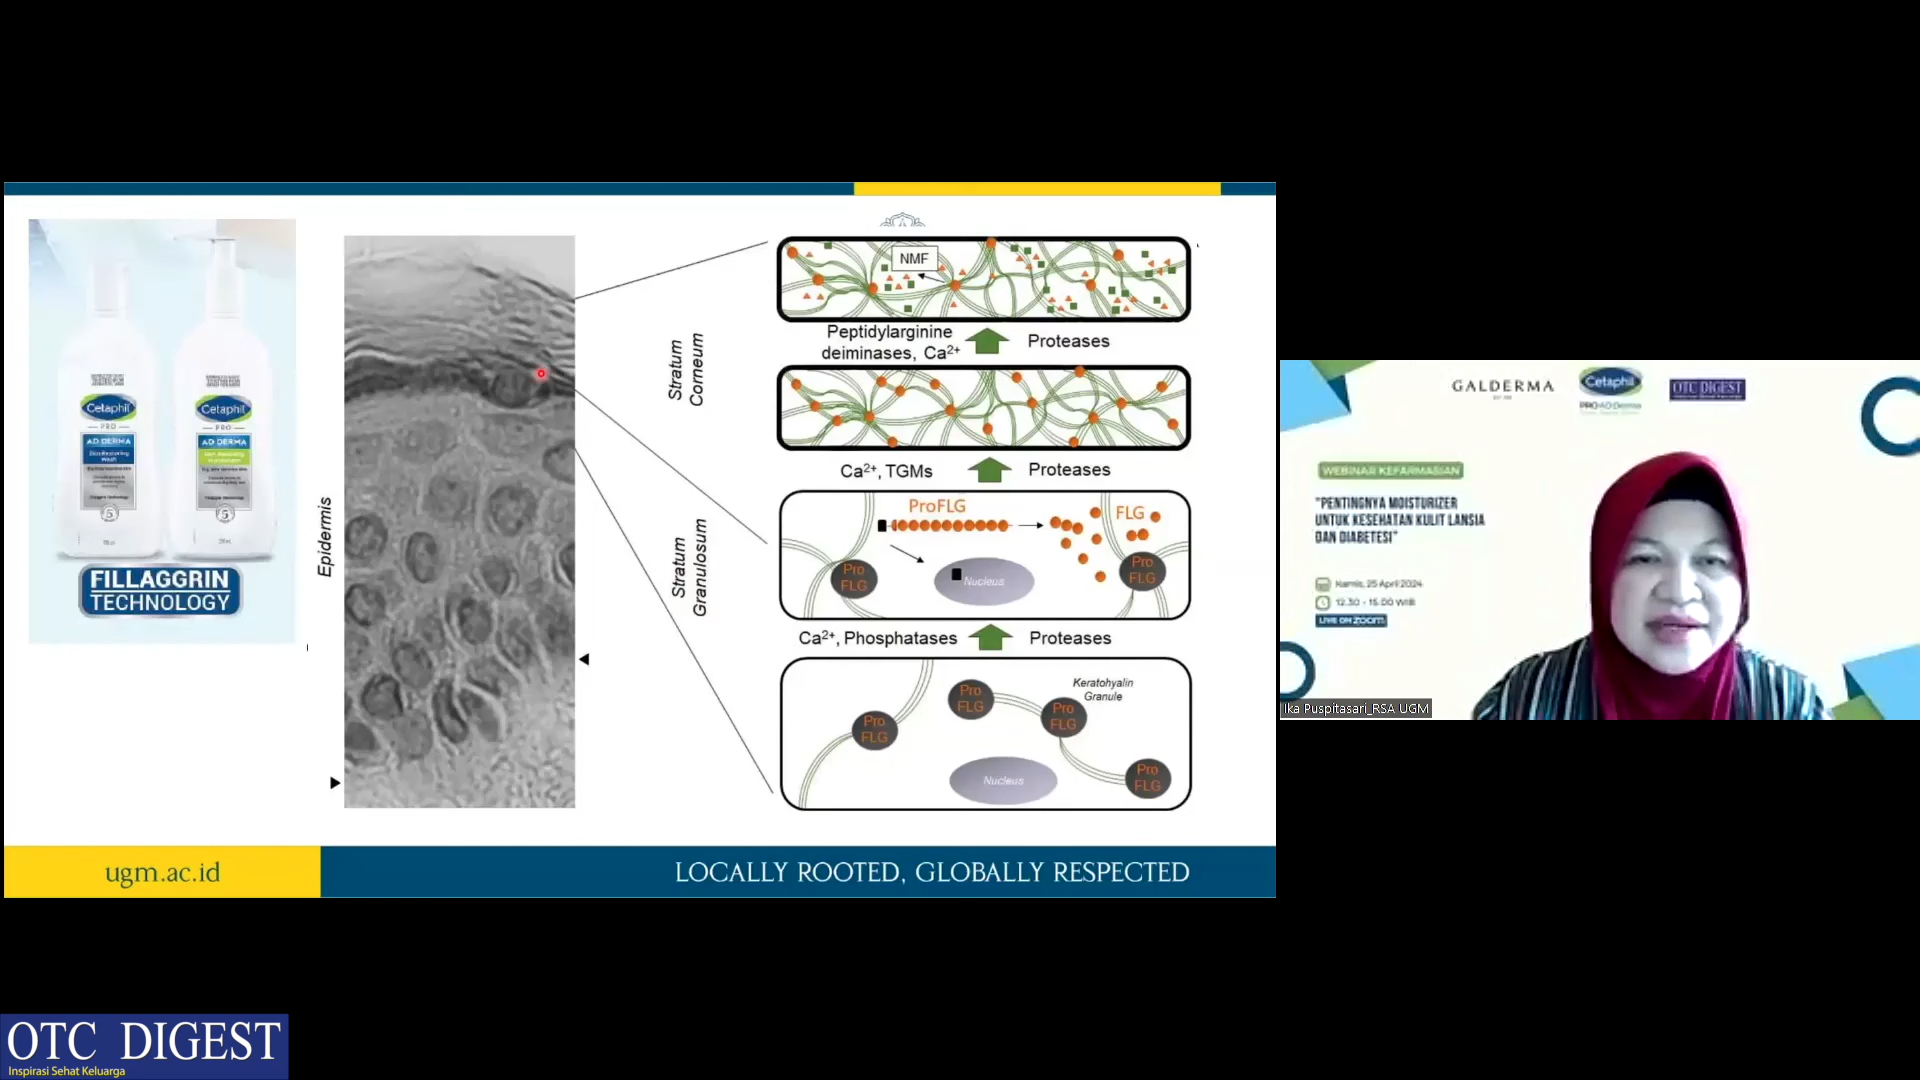 Cetaphil
PRO
AD DERMA
Skin Restoring
Wash
Cetaphil
PRO
AD DERMA
FILLAGGRIN
TECHNOLOGY
Epidermis
Stratum
Corneum
Stratum
Granulosum
NMF
Peptidylarginine
deiminases, Ca2+
Proteases
Ca2+, TGMs
Proteases
ProFLG
FLG
Pro
FLG
Nucleus
Pro
FLG
Ca2+, Phosphatases
Proteases
Pro
FLG
Pro
FLG
Keratohyalin
Granule
Pro
FLG
Nucleus
Pro
FLG
ugm.ac.id
LOCALLY ROOTED, GLOBALLY RESPECTED
GALDERMA
Cetaphil
PRO AD Derma
OTC DIGEST
WEBINAR KEFARMASIAN
"PENTINGNYA MOISTURIZER
UNTUK KESEHATAN KULIT LANSIA
DAN DIABETESI"
Kamis, 25 April 2024
12.30 - 15.00 WIB
LIVE ON ZOOM
Ika Puspitasari_RSA UGM
OTC DIGEST
Inspirasi Sehat Keluarga